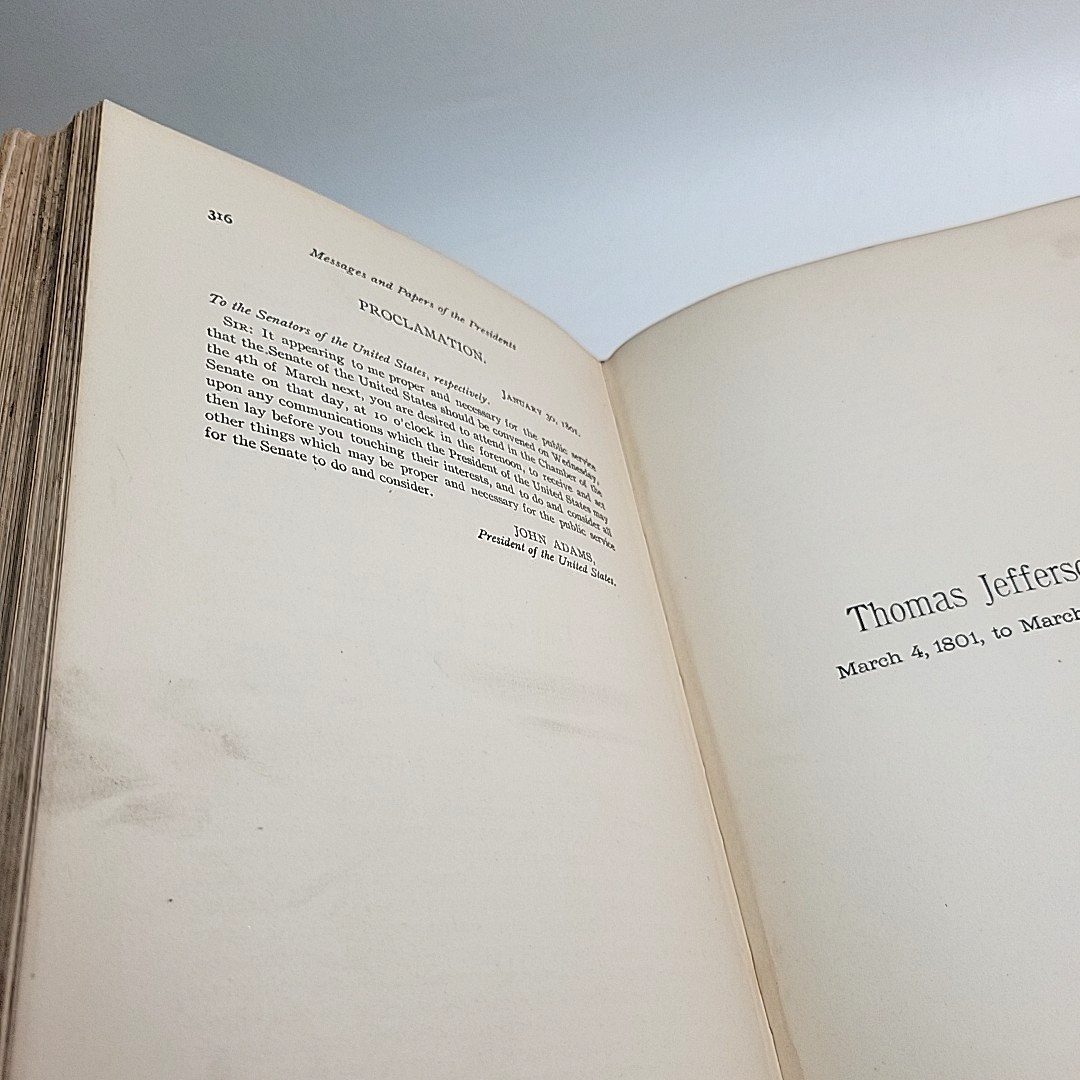 316
Messages and Papers of the Presidents
PROCLAMATION.
JANUARY 30, 1801.
To the Senators of the United States, respectively.
SIR: It appearing to me proper and necessary for the public service
that the Senate of the United States should be convened on Wednesday,
the 4th of March next, you are desired to attend in the Chamber of the
Senate on that day, at 10 o'clock in the forenoon, to receive and act
upon any communications which the President of the United States may
then lay before you touching their interests, and to do and consider all
other things which may be proper and necessary for the public service
for the Senate to do and consider.
JOHN ADAMS,
President of the United States.
Thomas Jefferso
March 4, 1801, to March